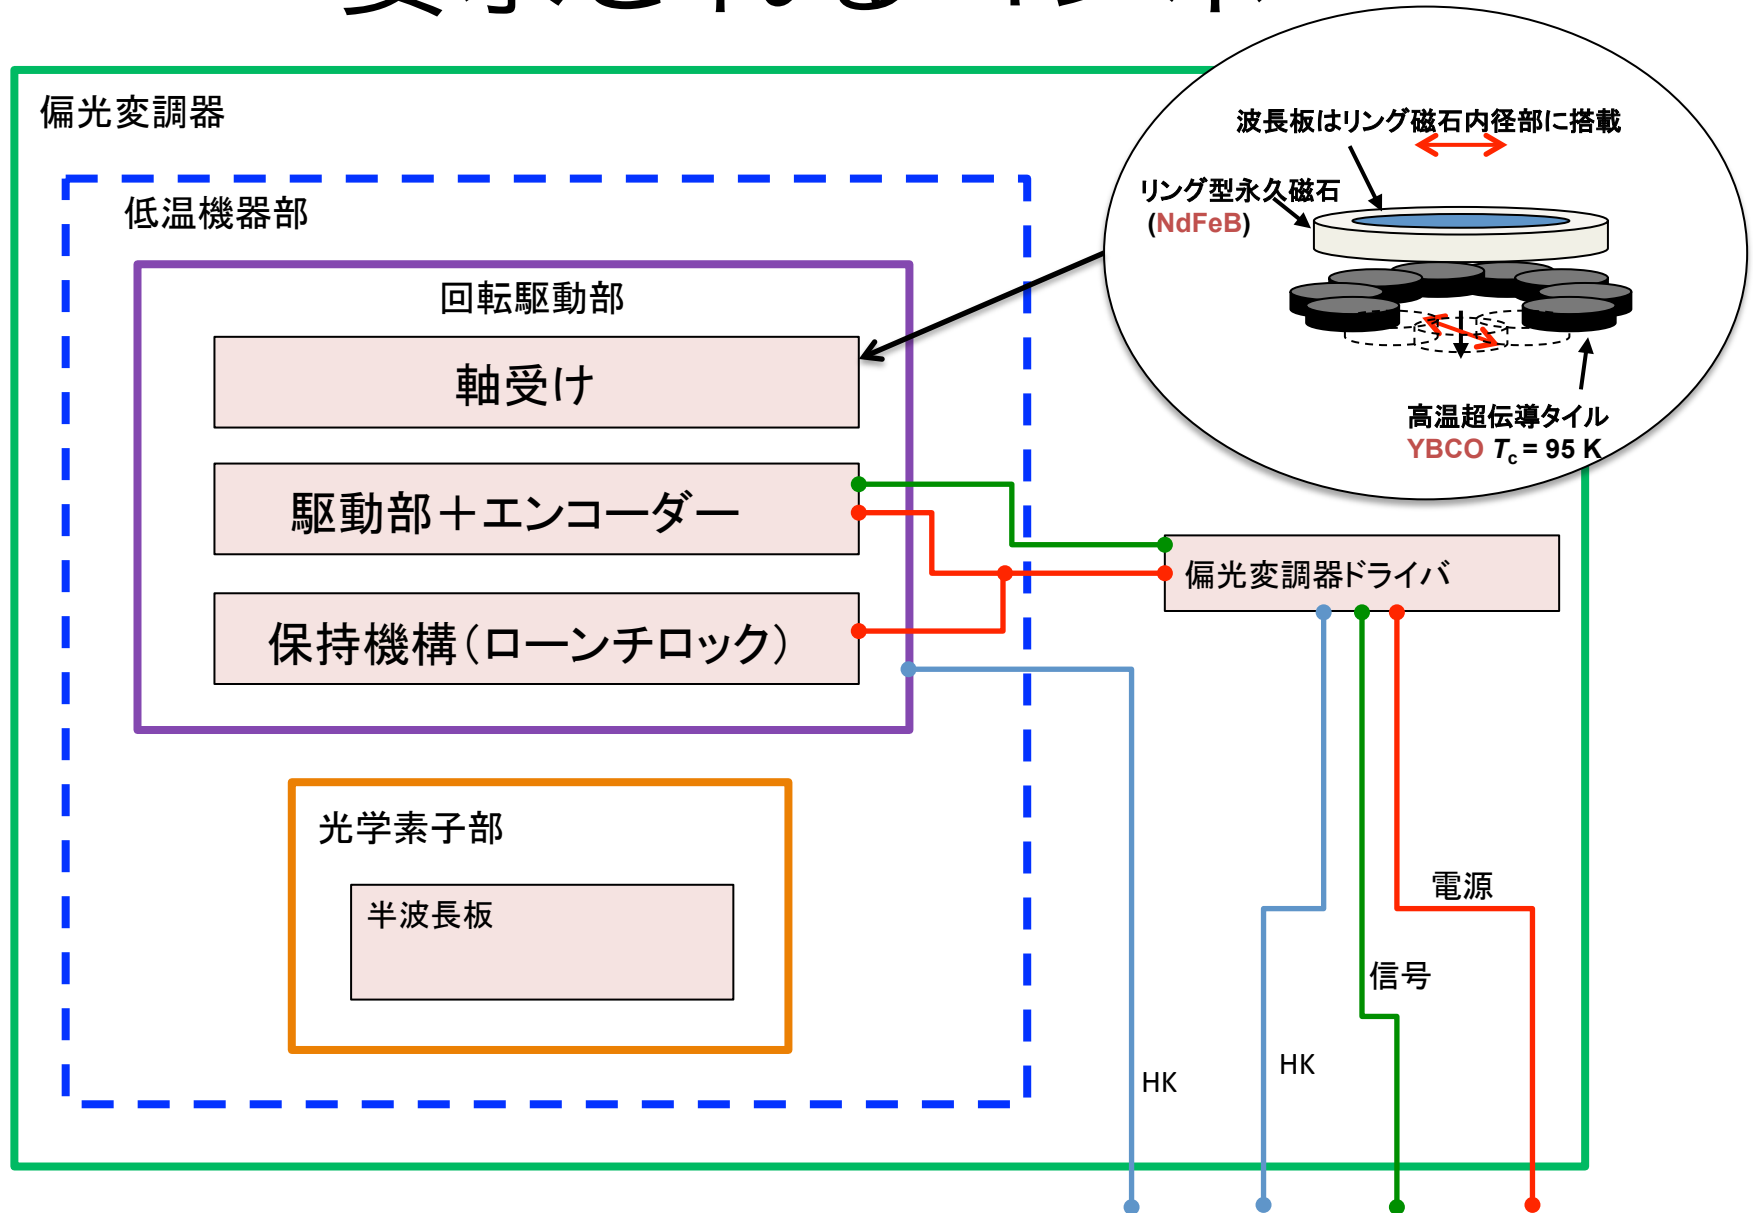 偏光変調器
低温機器部
回転駆動部
軸受け
駆動部＋エンコーダー
保持機構（ローンチロック）
光学素子部
半波長板
波長板はリング磁石内径部に搭載
リング型永久磁石
(NdFeB)
高温超伝導タイル
YBCO Tc = 95 K
偏光変調器ドライバ
電源
信号
HK
HK